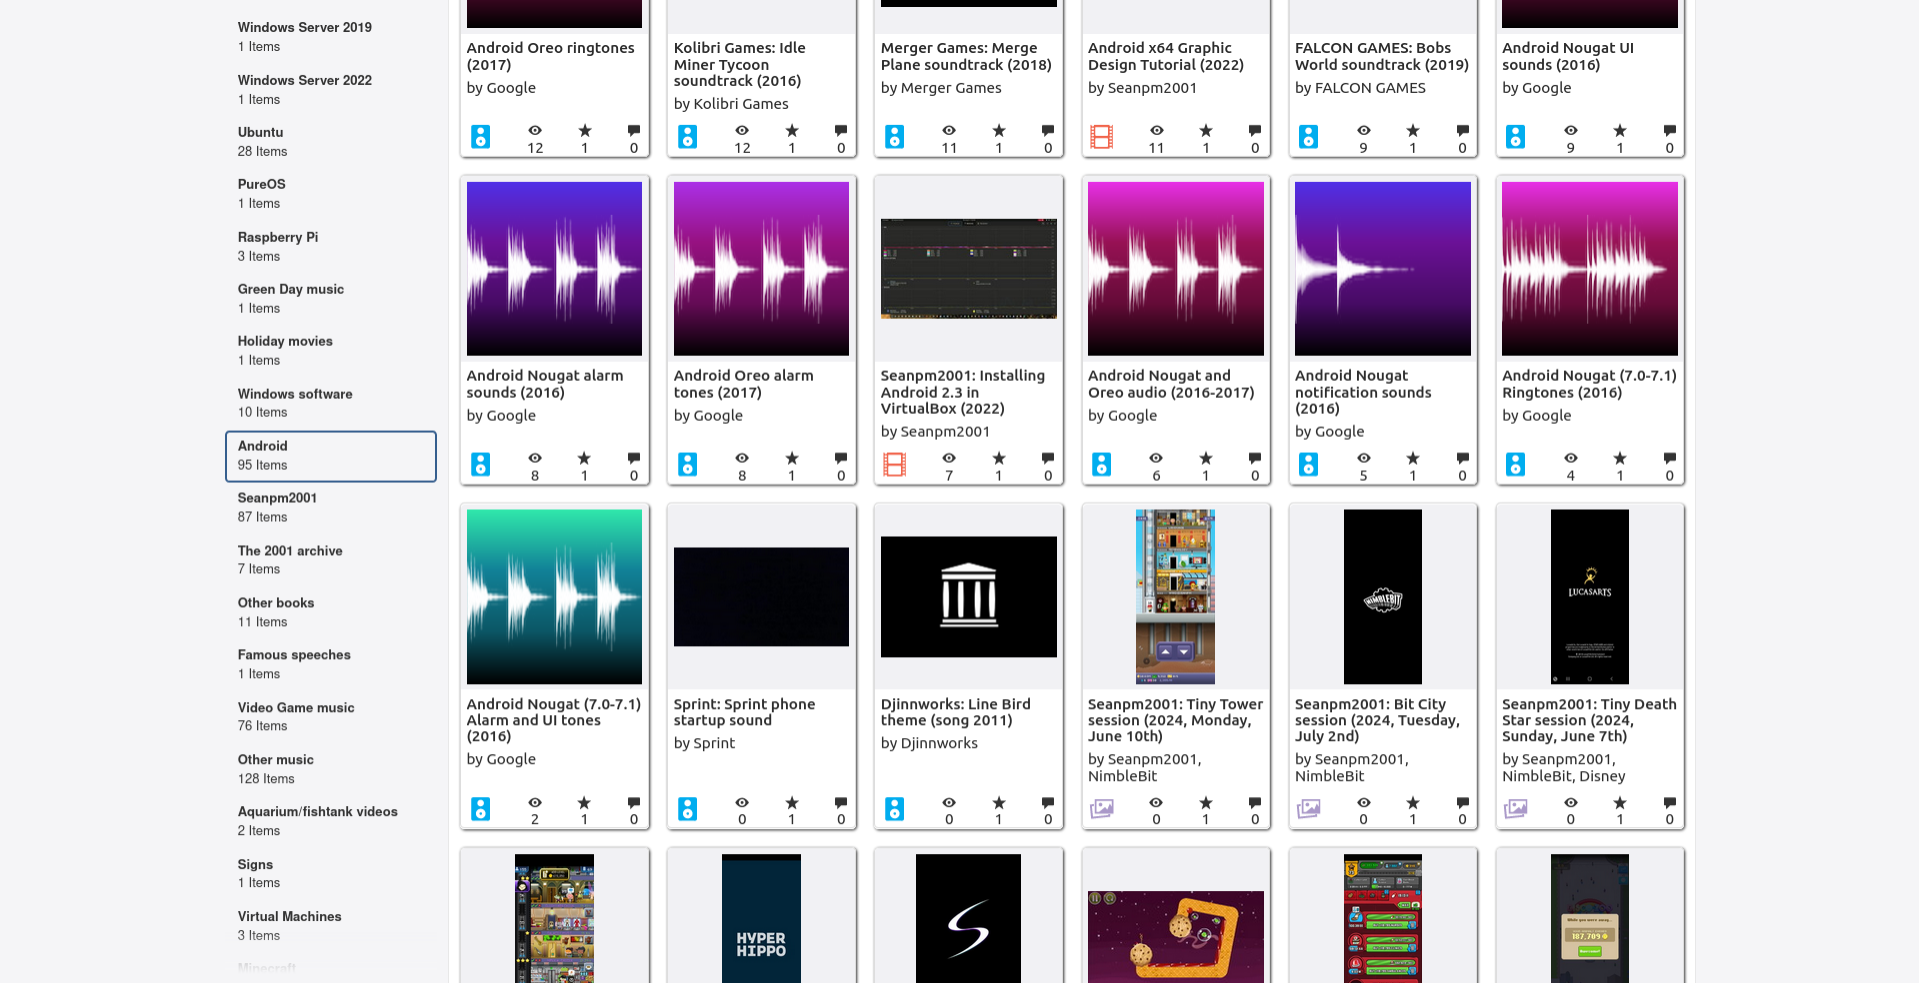 Windows Server 2019
1 Items
Windows Server 2022
1 Items
Ubuntu
28 Items
PureOS
1 Items
Raspberry Pi
3 Items
Green Day music
1 Items
Holiday movies
1 Items
Windows software
10 Items
Android
95 Items
Seanpm2001
87 Items
The 2001 archive
7 Items
Other books
11 Items
Famous speeches
1 Items
Video Game music
76 Items
Other music
128 Items
Aquarium/fishtank videos
2 Items
Signs
1 Items
Virtual Machines
3 Items
Minecraft
Android Oreo ringtones
(2017)
by Google
12
1
0
Kolibri Games: Idle
Miner Tycoon
soundtrack (2016)
by Kolibri Games
12
1
0
Merger Games: Merge
Plane soundtrack (2018)
by Merger Games
11
1
0
Android x64 Graphic
Design Tutorial (2022)
by Seanpm2001
11
1
0
FALCON GAMES: Bobs
World soundtrack (2019)
by FALCON GAMES
9
1
0
Android Nougat UI
sounds (2016)
by Google
9
1
0
Android Nougat alarm
sounds (2016)
by Google
8
1
0
Android Oreo alarm
tones (2017)
by Google
8
1
0
Seanpm2001: Installing
Android 2.3 in
VirtualBox (2022)
by Seanpm2001
7
1
0
Android Nougat and
Oreo audio (2016-2017)
by Google
6
1
0
Android Nougat
notification sounds
(2016)
by Google
5
1
0
Android Nougat (7.0-7.1)
Ringtones (2016)
by Google
4
1
0
Android Nougat (7.0-7.1)
Alarm and UI tones
(2016)
by Google
2
1
0
Sprint: Sprint phone
startup sound
by Sprint
0
1
0
Djinnworks: Line Bird
theme (song 2011)
by Djinnworks
0
1
0
Seanpm2001: Tiny Tower
session (2024, Monday,
June 10th)
by Seanpm2001,
NimbleBit
0
1
0
NIMBLEBIT
Seanpm2001: Bit City
session (2024, Tuesday,
July 2nd)
by Seanpm2001,
NimbleBit
0
1
0
LUCASARTS
Seanpm2001: Tiny Death
Star session (2024,
Sunday, June 7th)
by Seanpm2001,
NimbleBit, Disney
0
1
0
HYPER
HIPPO
While you were away...
187,709